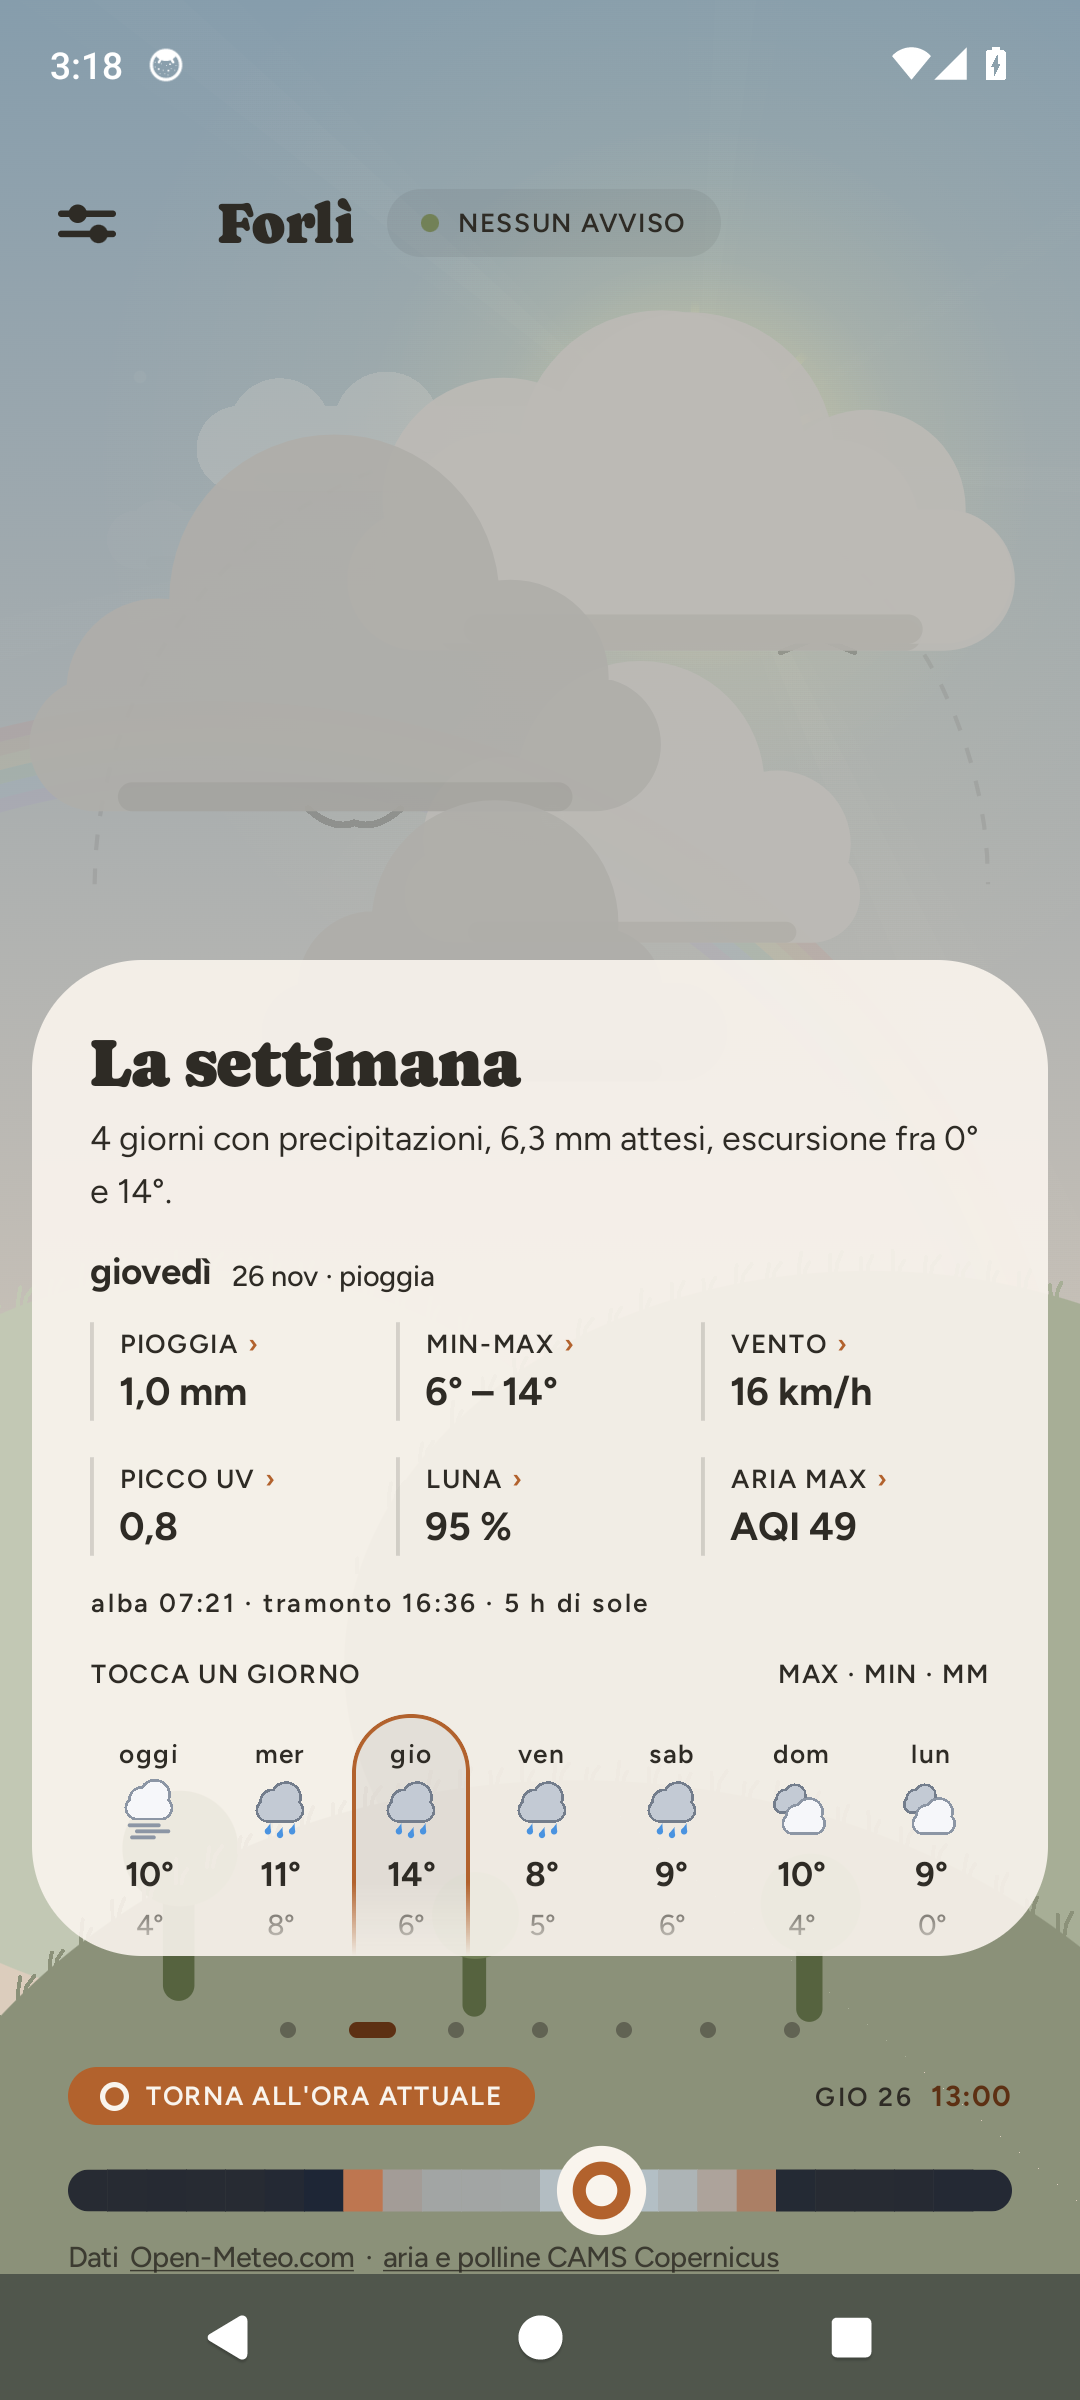 3:18
Forlì NESSUN AVVISO
La settimana
4 giorni con precipitazioni, 6,3 mm attesi, escursione fra 0°
e 14°.
giovedì 26 nov · pioggia
PIOGGIA › MIN-MAX › VENTO ›
1,0 mm 6° – 14° 16 km/h
PICCO UV › LUNA › ARIA MAX ›
0,8 95 % AQI 49
alba 07:21 · tramonto 16:36 · 5 h di sole
TOCCA UN GIORNO MAX · MIN · MM
oggi mer gio ven sab dom lun
10° 11° 14° 8° 9° 10° 9°
4° 8° 6° 5° 6° 4° 0°
TORNA ALL'ORA ATTUALE GIO 26 13:00
Dati Open-Meteo.com · aria e polline CAMS Copernicus